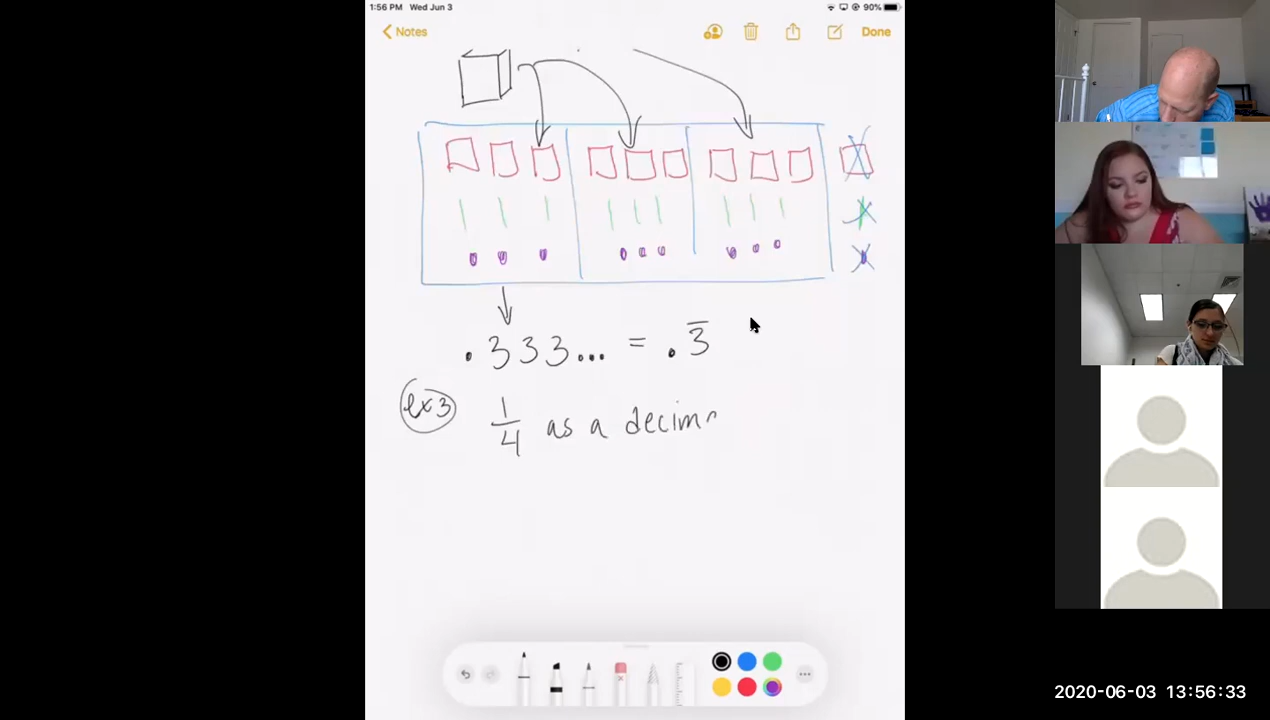 1:56 PM Wed Jun 3
90%
Notes
Done
.333... = .3̅
ex3
1/4 as a decim
2020-06-03 13:56:33